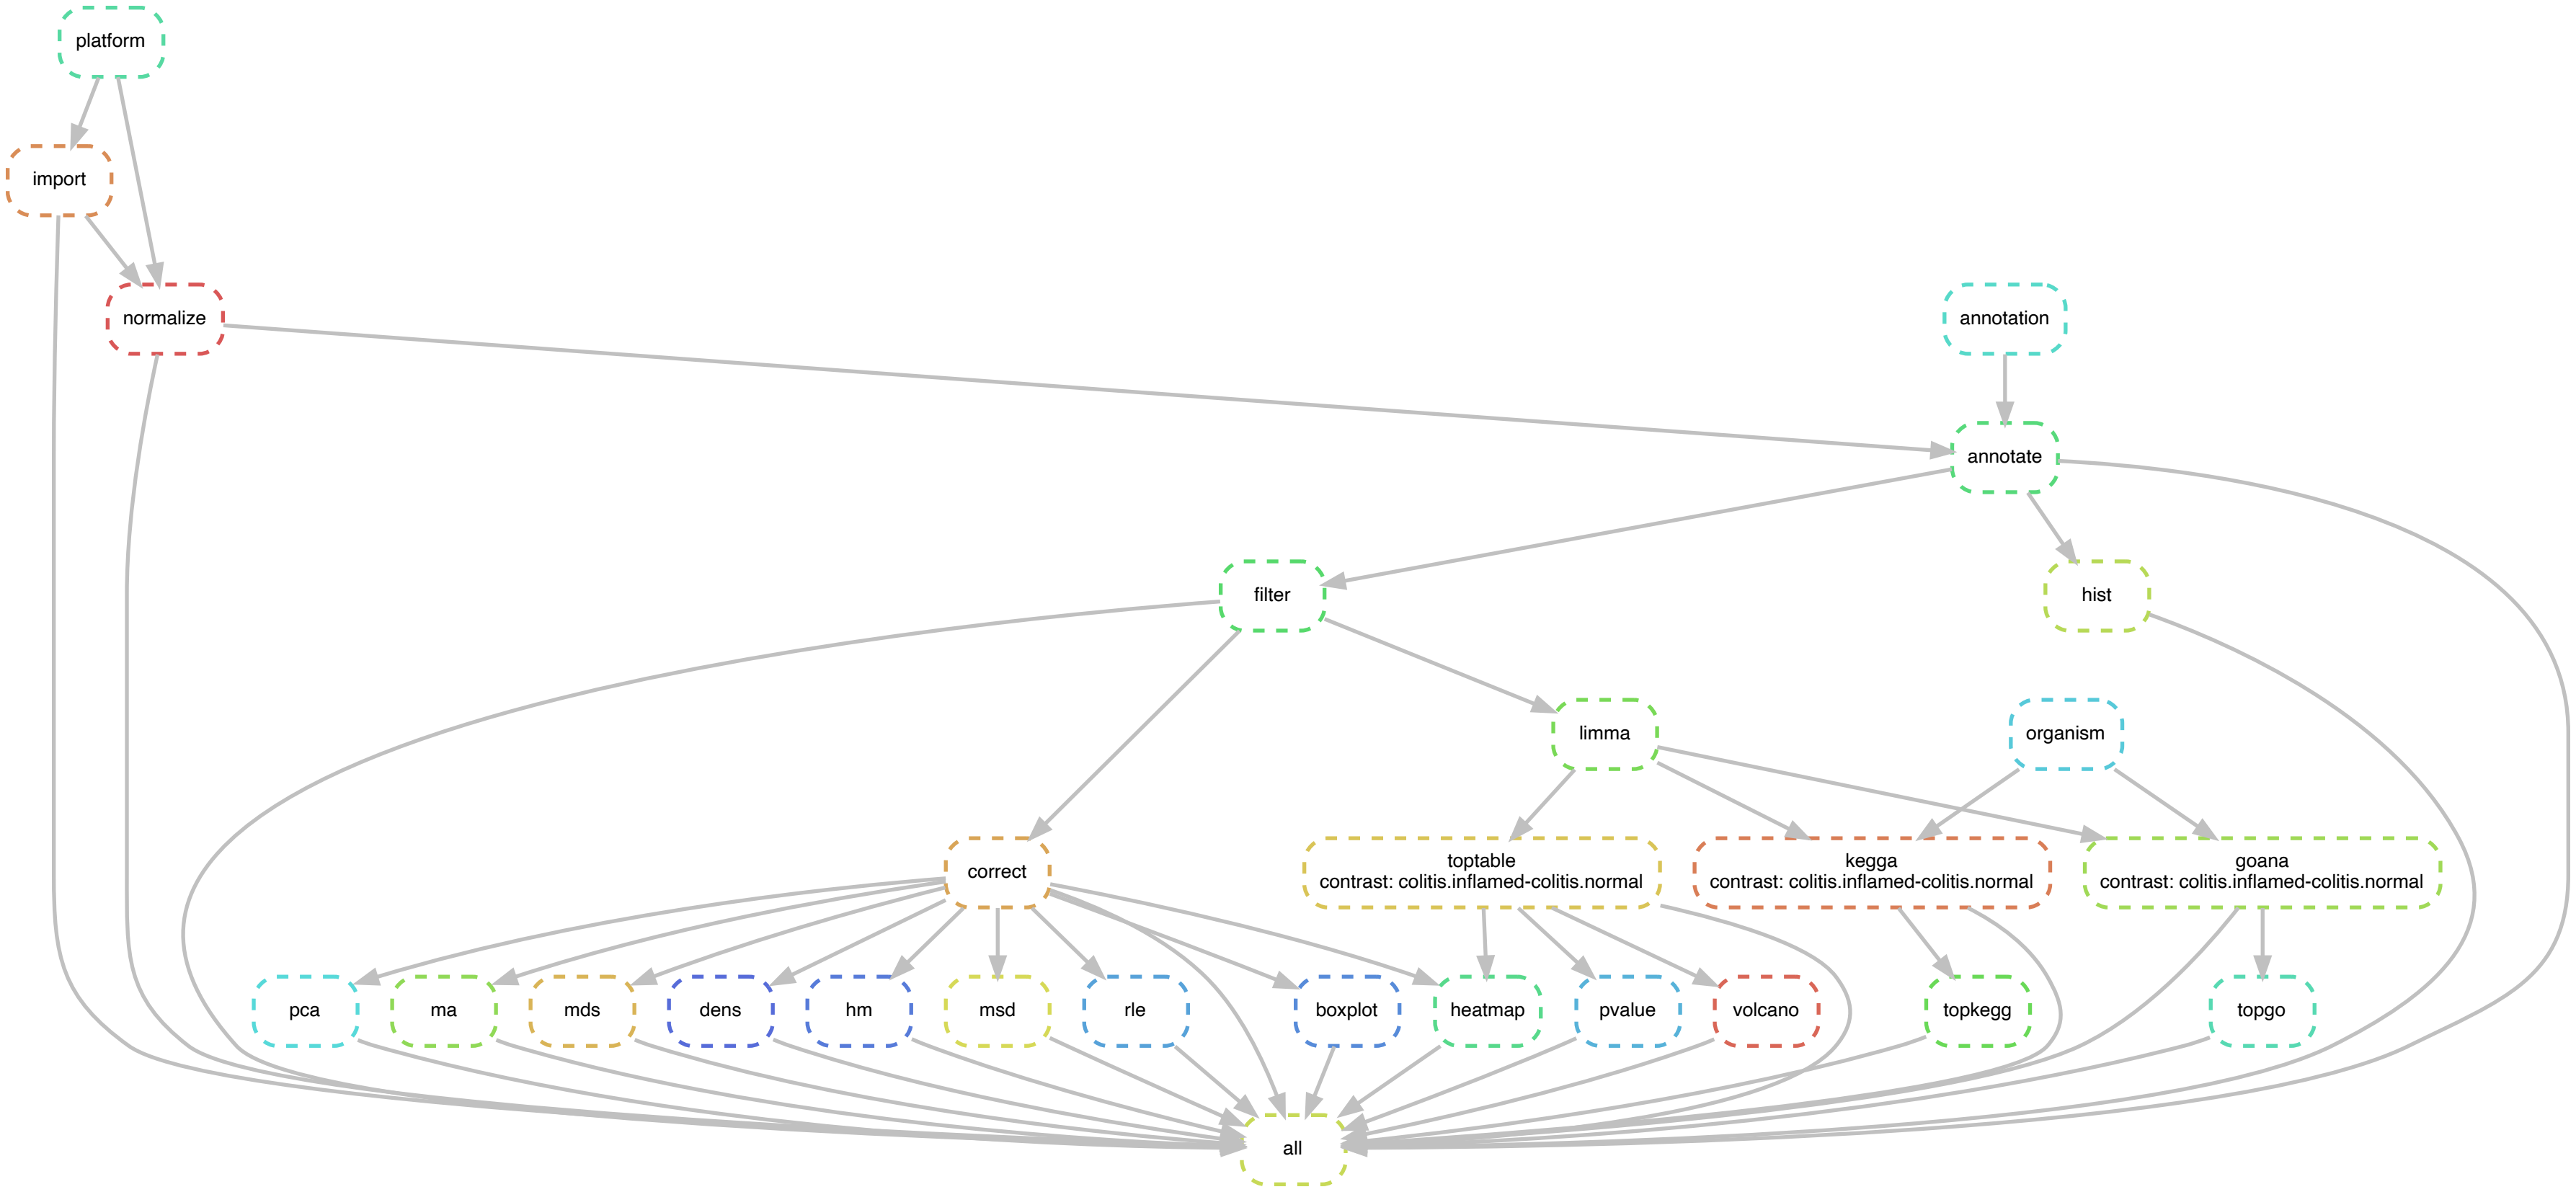 platform
import
normalize
annotation
annotate
filter
hist
limma
organism
correct
toptable
contrast: colitis.inflamed-colitis.normal
kegga
contrast: colitis.inflamed-colitis.normal
goana
contrast: colitis.inflamed-colitis.normal
pca
ma
mds
dens
hm
msd
rle
boxplot
heatmap
pvalue
volcano
topkegg
topgo
all